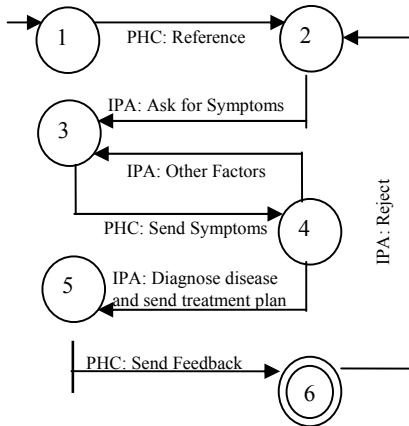 1
PHC: Reference
2
IPA: Ask for Symptoms
3
IPA: Other Factors
PHC: Send Symptoms
4
IPA: Reject
5
IPA: Diagnose disease
and send treatment plan
PHC: Send Feedback
6